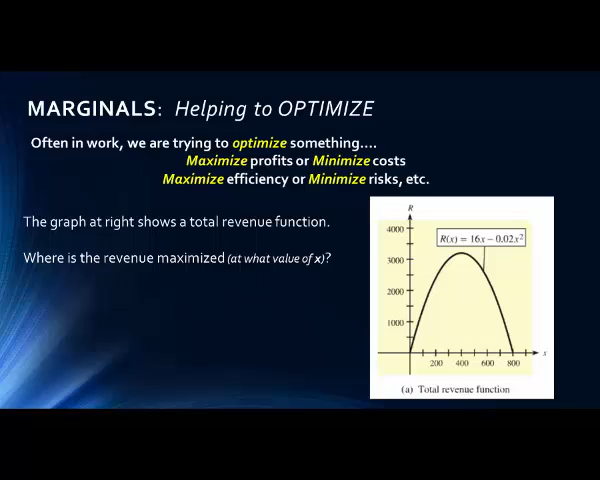 MARGINALS: Helping to OPTIMIZE
Often in work, we are trying to optimize something....
Maximize profits or Minimize costs
Maximize efficiency or Minimize risks, etc.
The graph at right shows a total revenue function.
Where is the revenue maximized (at what value of x)?
R
4000
R(x) = 16x − 0.02x²
3000
2000
1000
x
200 400 600 800
(a) Total revenue function